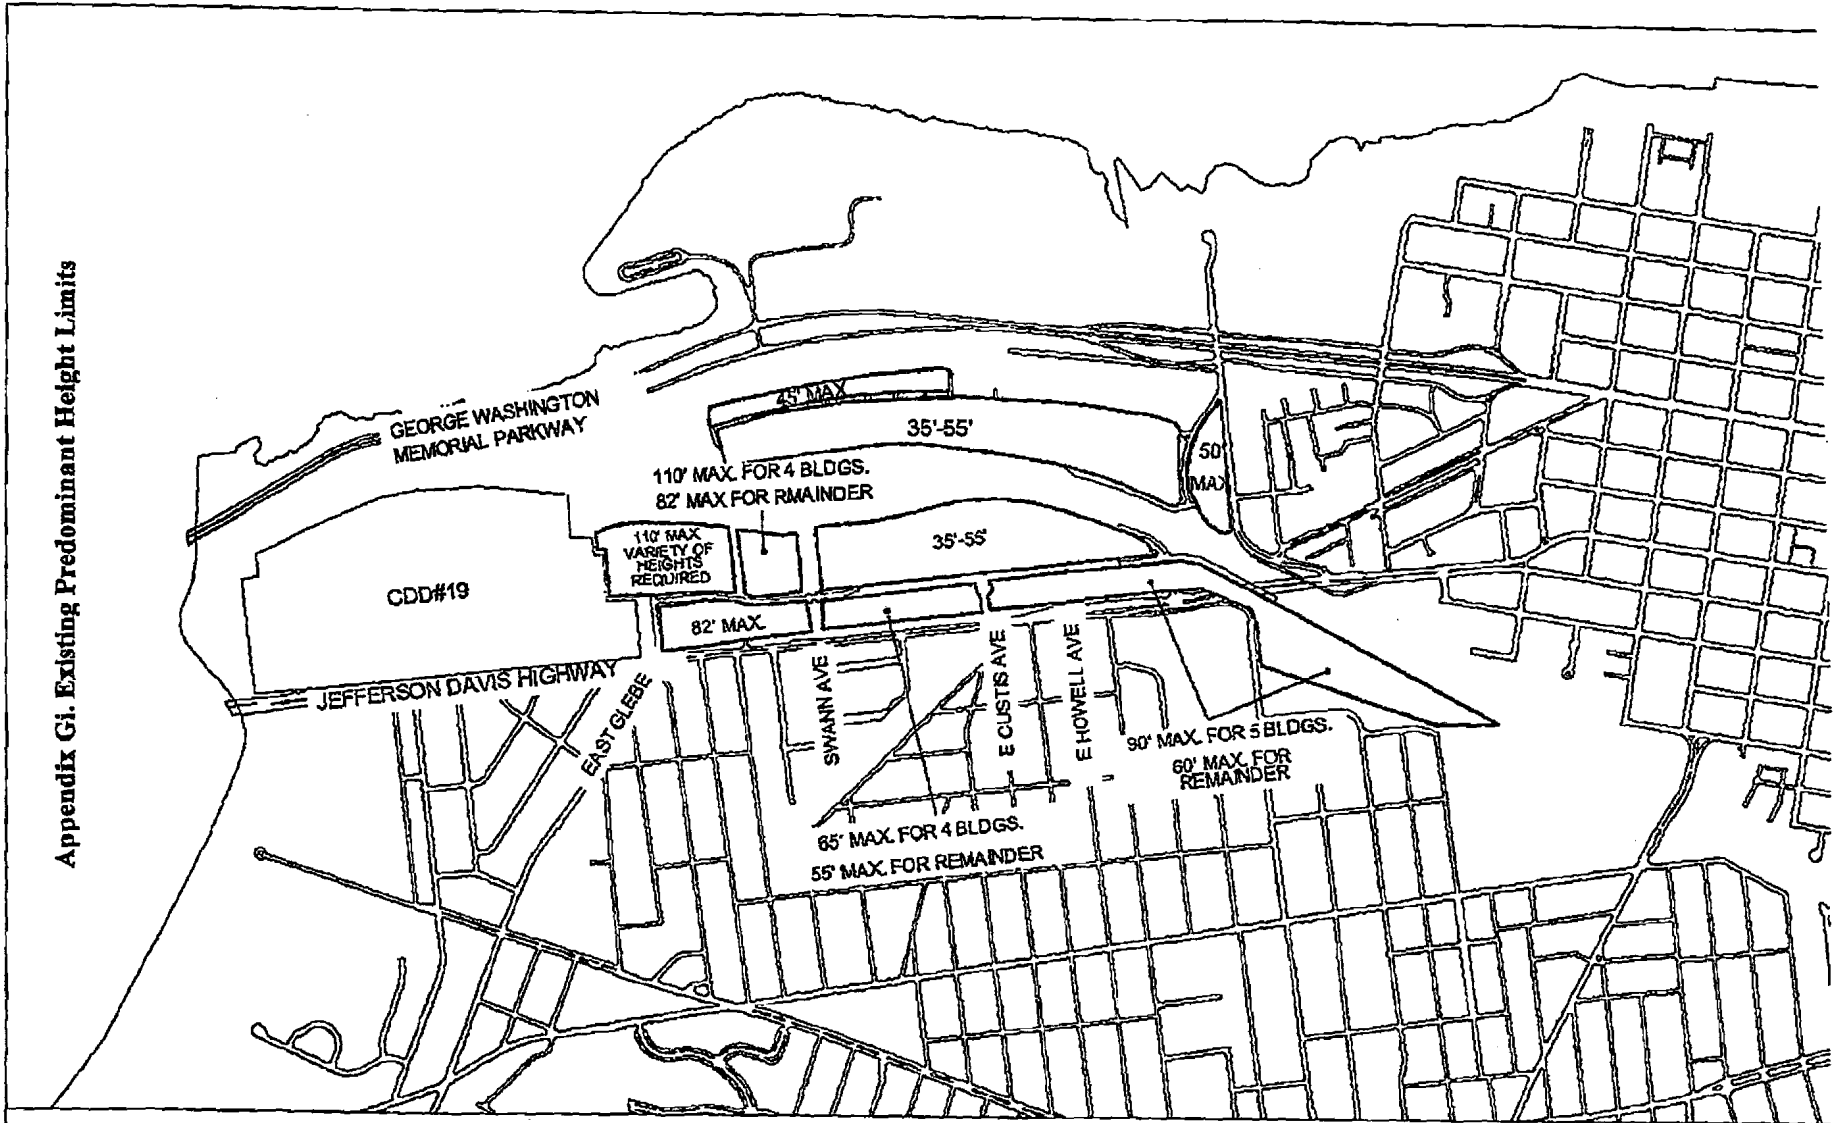 Appendix Gi. Existing Predominant Height Limits
GEORGE WASHINGTON
MEMORIAL PARKWAY
45' MAX
35'-55'
50'
MAX
110' MAX. FOR 4 BLDGS.
82' MAX FOR RMAINDER
110' MAX
VARIETY OF
HEIGHTS
REQUIRED
35'-55'
CDD#19
82' MAX.
JEFFERSON DAVIS HIGHWAY
EAST GLEBE
SWANN AVE
E CUSTIS AVE
E HOWELL AVE
90' MAX. FOR 5 BLDGS.
60' MAX. FOR
REMAINDER
65' MAX. FOR 4 BLDGS.
55' MAX. FOR REMAINDER